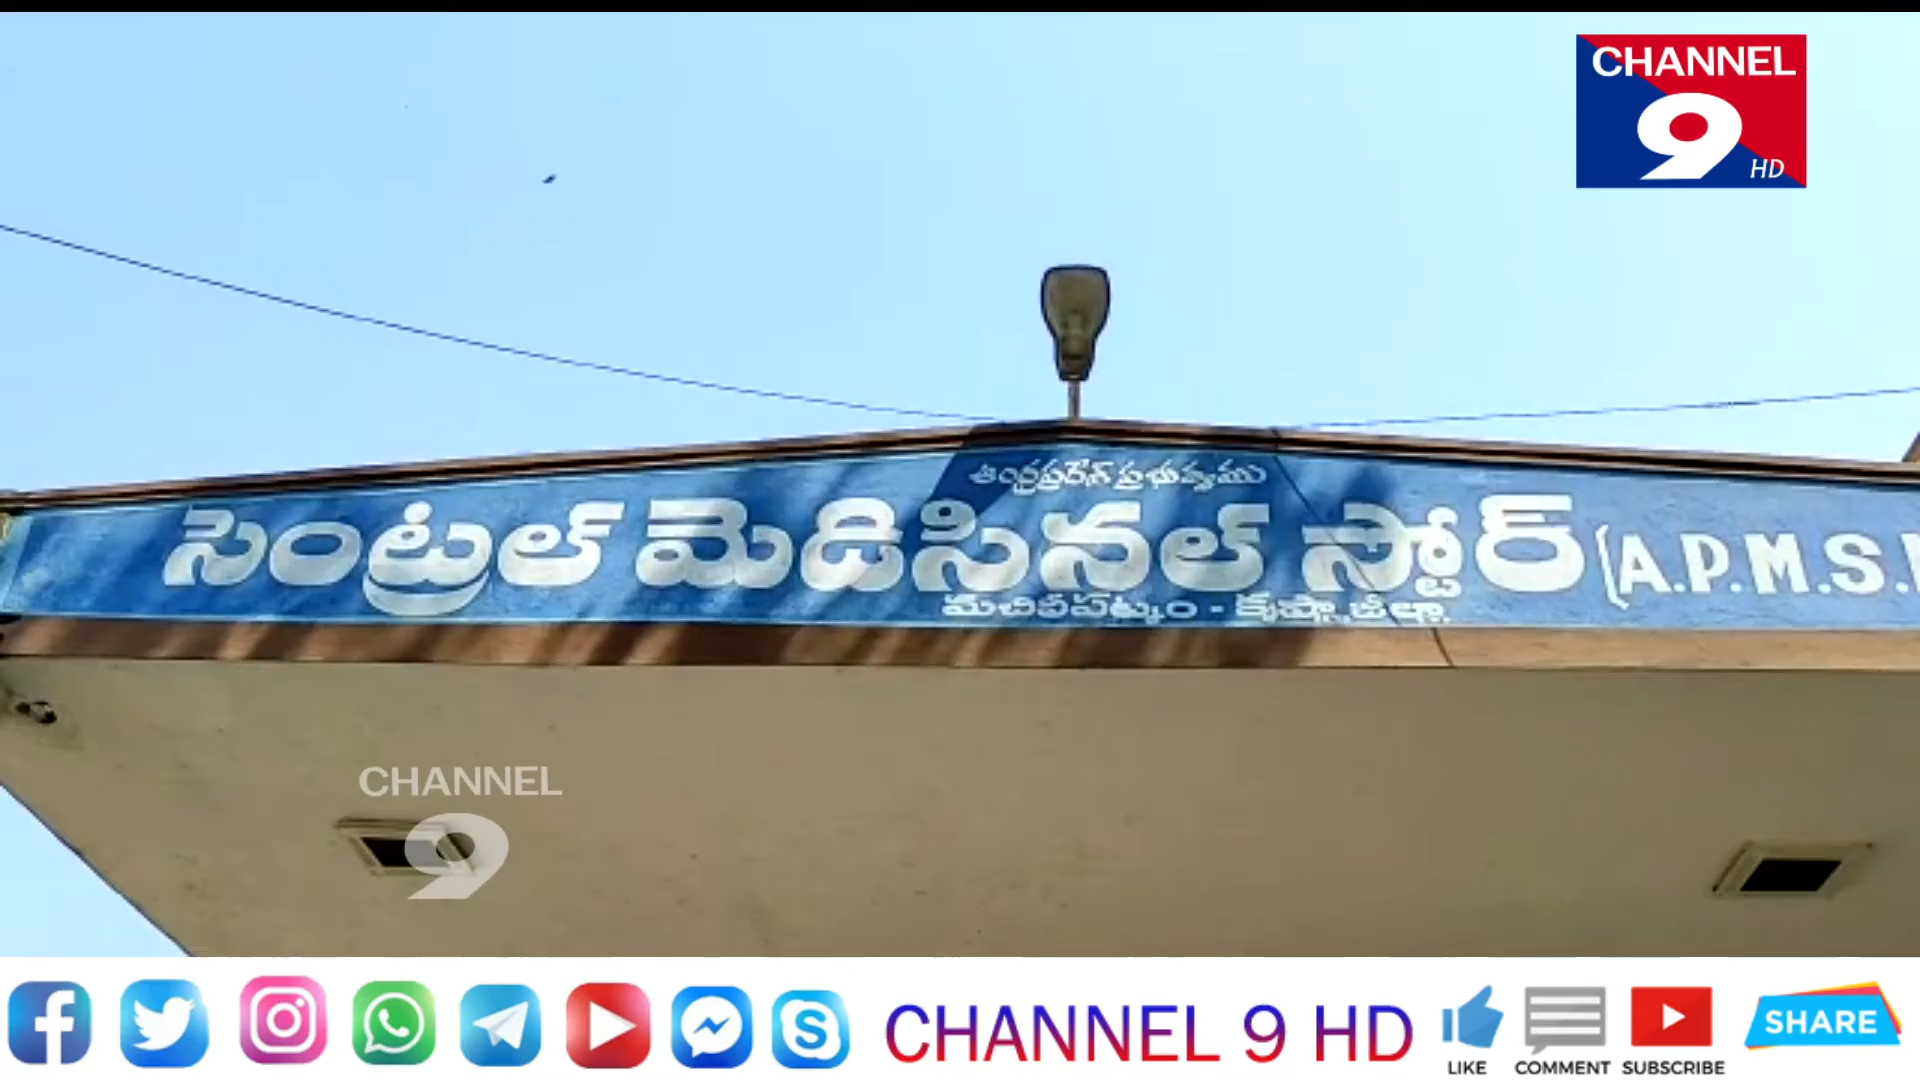 CHANNEL
9
HD
ఆంధ్రప్రదేశ్ ప్రభుత్వము
సెంట్రల్ మెడిసినల్ స్టోర్ (A.P.M.S.
మచిలీపట్నం - కృష్ణాజిల్లా.
CHANNEL
9
CHANNEL 9 HD
LIKE COMMENT SUBSCRIBE SHARE